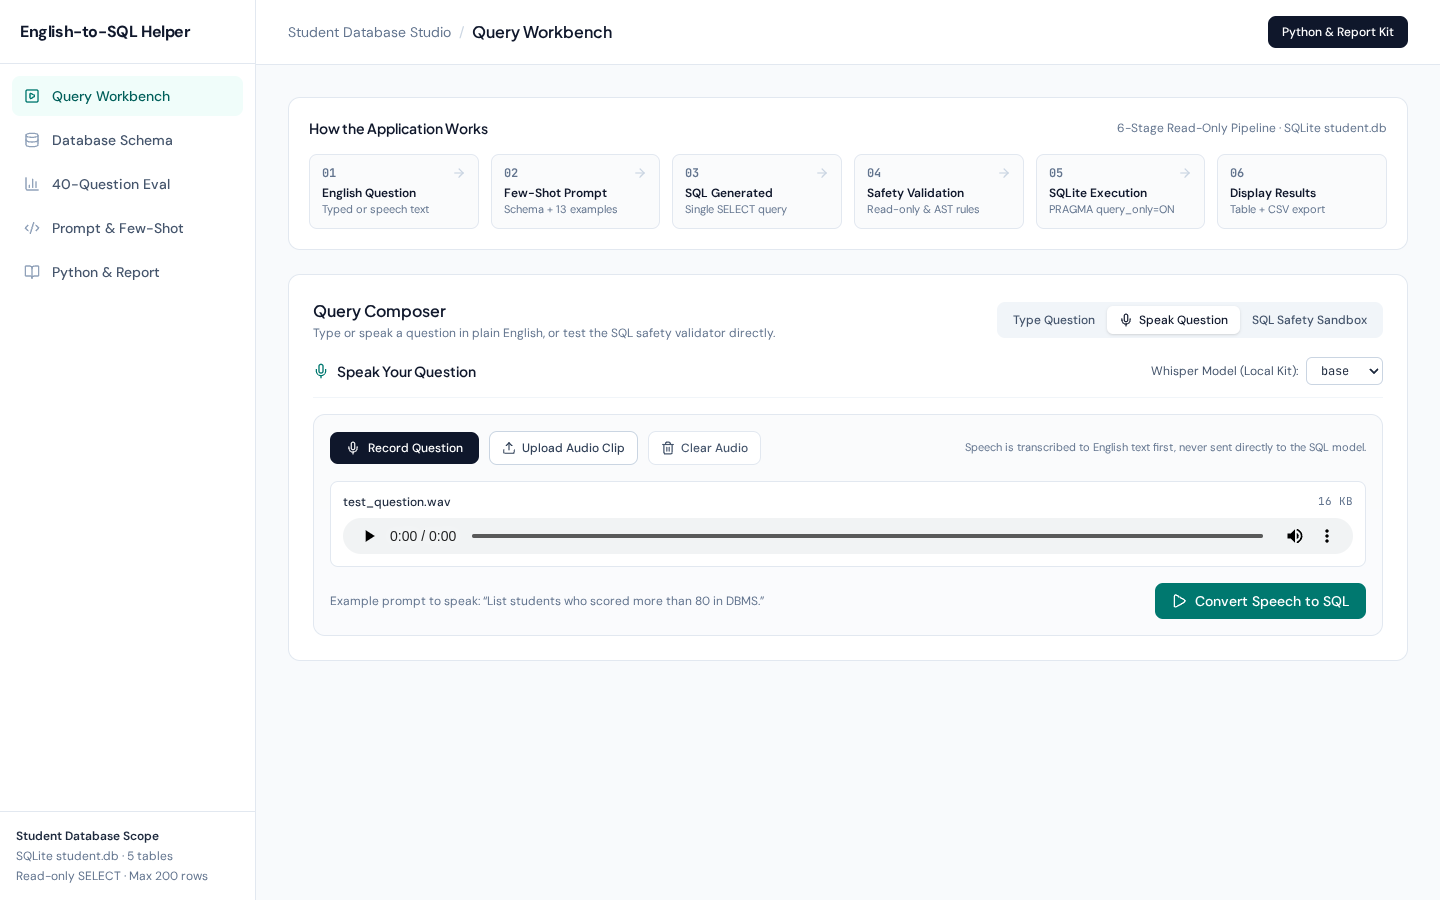 English-to-SQL Helper
Query Workbench
Database Schema
40-Question Eval
Prompt & Few-Shot
Python & Report
Student Database Scope
SQLite student.db · 5 tables
Read-only SELECT · Max 200 rows
Student Database Studio / Query Workbench
Python & Report Kit
How the Application Works
6-Stage Read-Only Pipeline · SQLite student.db
01
English Question
Typed or speech text
02
Few-Shot Prompt
Schema + 13 examples
03
SQL Generated
Single SELECT query
04
Safety Validation
Read-only & AST rules
05
SQLite Execution
PRAGMA query_only=ON
06
Display Results
Table + CSV export
Query Composer
Type or speak a question in plain English, or test the SQL safety validator directly.
Type Question
Speak Question
SQL Safety Sandbox
Speak Your Question
Whisper Model (Local Kit): base
Record Question
Upload Audio Clip
Clear Audio
Speech is transcribed to English text first, never sent directly to the SQL model.
test_question.wav
16 KB
0:00 / 0:00
Example prompt to speak: “List students who scored more than 80 in DBMS.”
Convert Speech to SQL